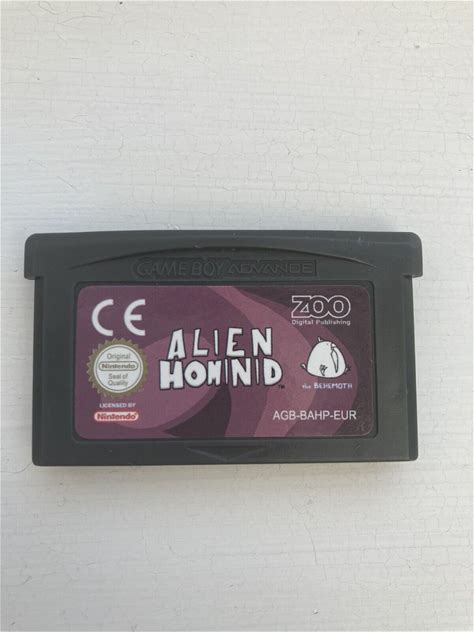 GAME BOY ADVANCE
CE
ZOO
Digital Publishing
ALIEN
HOMINID™
Original
Nintendo
Seal of
Quality
the BEHEMOTH
LICENSED BY
Nintendo
AGB-BAHP-EUR